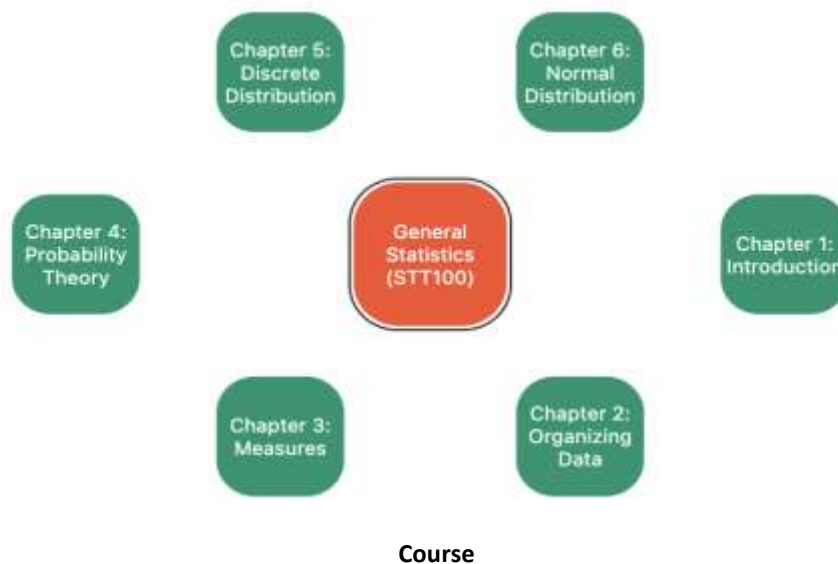 Chapter 5:
Discrete
Distribution
Chapter 6:
Normal
Distribution
Chapter 4:
Probability
Theory
General
Statistics
(STT100)
Chapter 1:
Introduction
Chapter 3:
Measures
Chapter 2:
Organizing
Data
Course